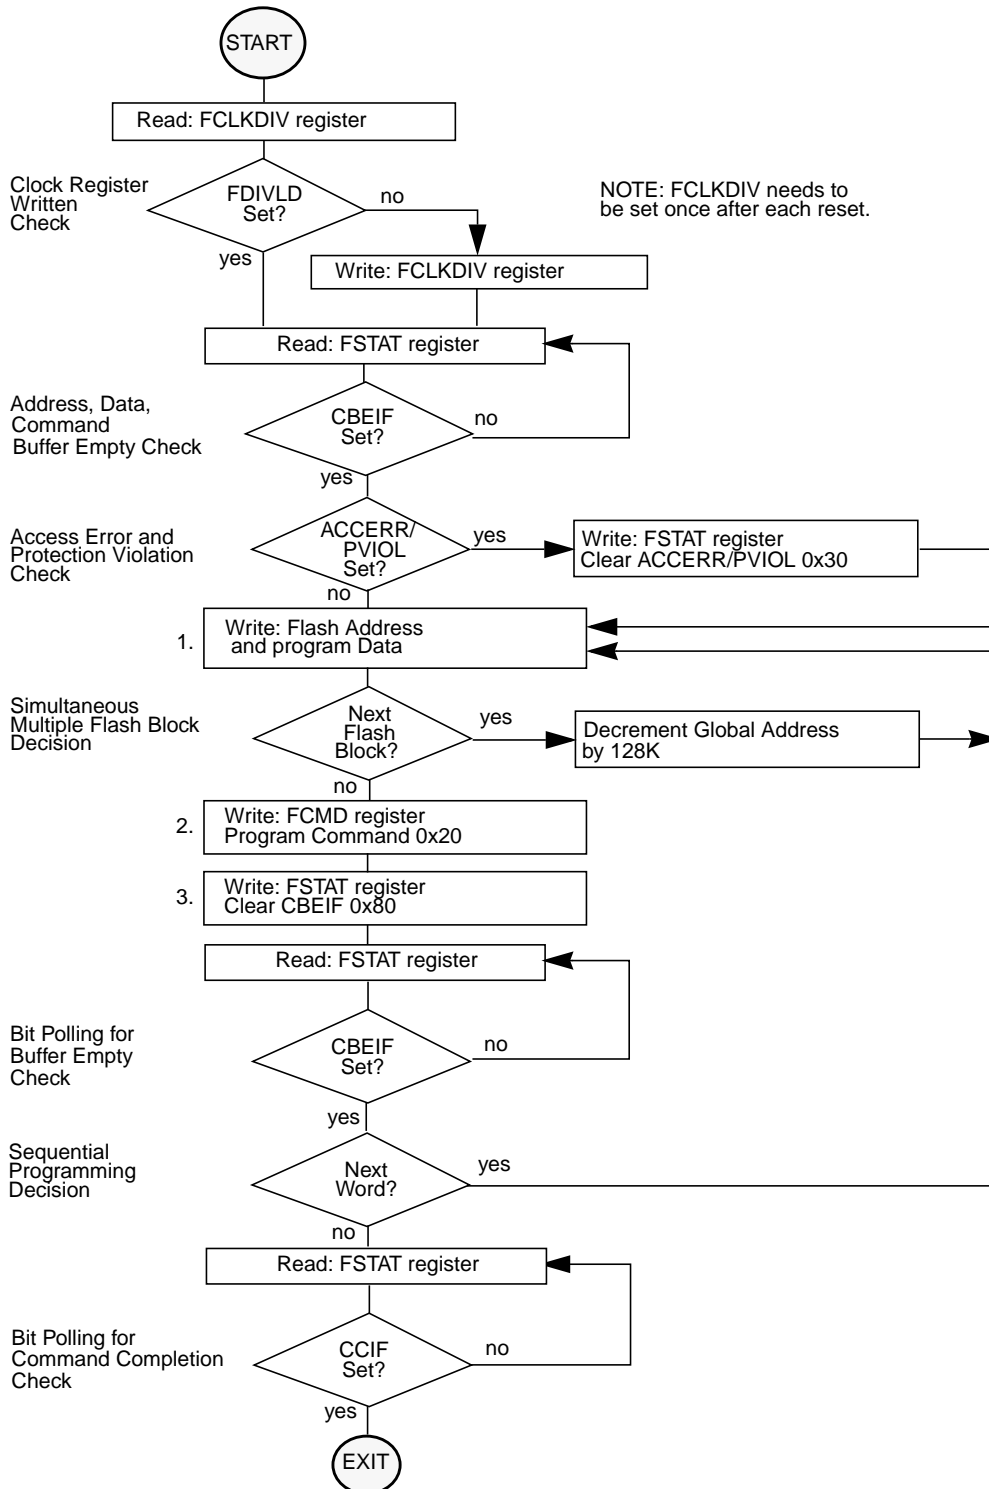 START
Read: FCLKDIV register
Clock Register
Written
Check
FDIVLD
Set?
no
yes
NOTE: FCLKDIV needs to
be set once after each reset.
Write: FCLKDIV register
Read: FSTAT register
Address, Data,
Command
Buffer Empty Check
CBEIF
Set?
no
yes
Access Error and
Protection Violation
Check
ACCERR/
PVIOL
Set?
yes
no
Write: FSTAT register
Clear ACCERR/PVIOL 0x30
1.
Write: Flash Address
and program Data
Simultaneous
Multiple Flash Block
Decision
Next
Flash
Block?
yes
no
Decrement Global Address
by 128K
2.
Write: FCMD register
Program Command 0x20
3.
Write: FSTAT register
Clear CBEIF 0x80
Read: FSTAT register
Bit Polling for
Buffer Empty
Check
CBEIF
Set?
no
yes
Sequential
Programming
Decision
Next
Word?
yes
no
Read: FSTAT register
Bit Polling for
Command Completion
Check
CCIF
Set?
no
yes
EXIT